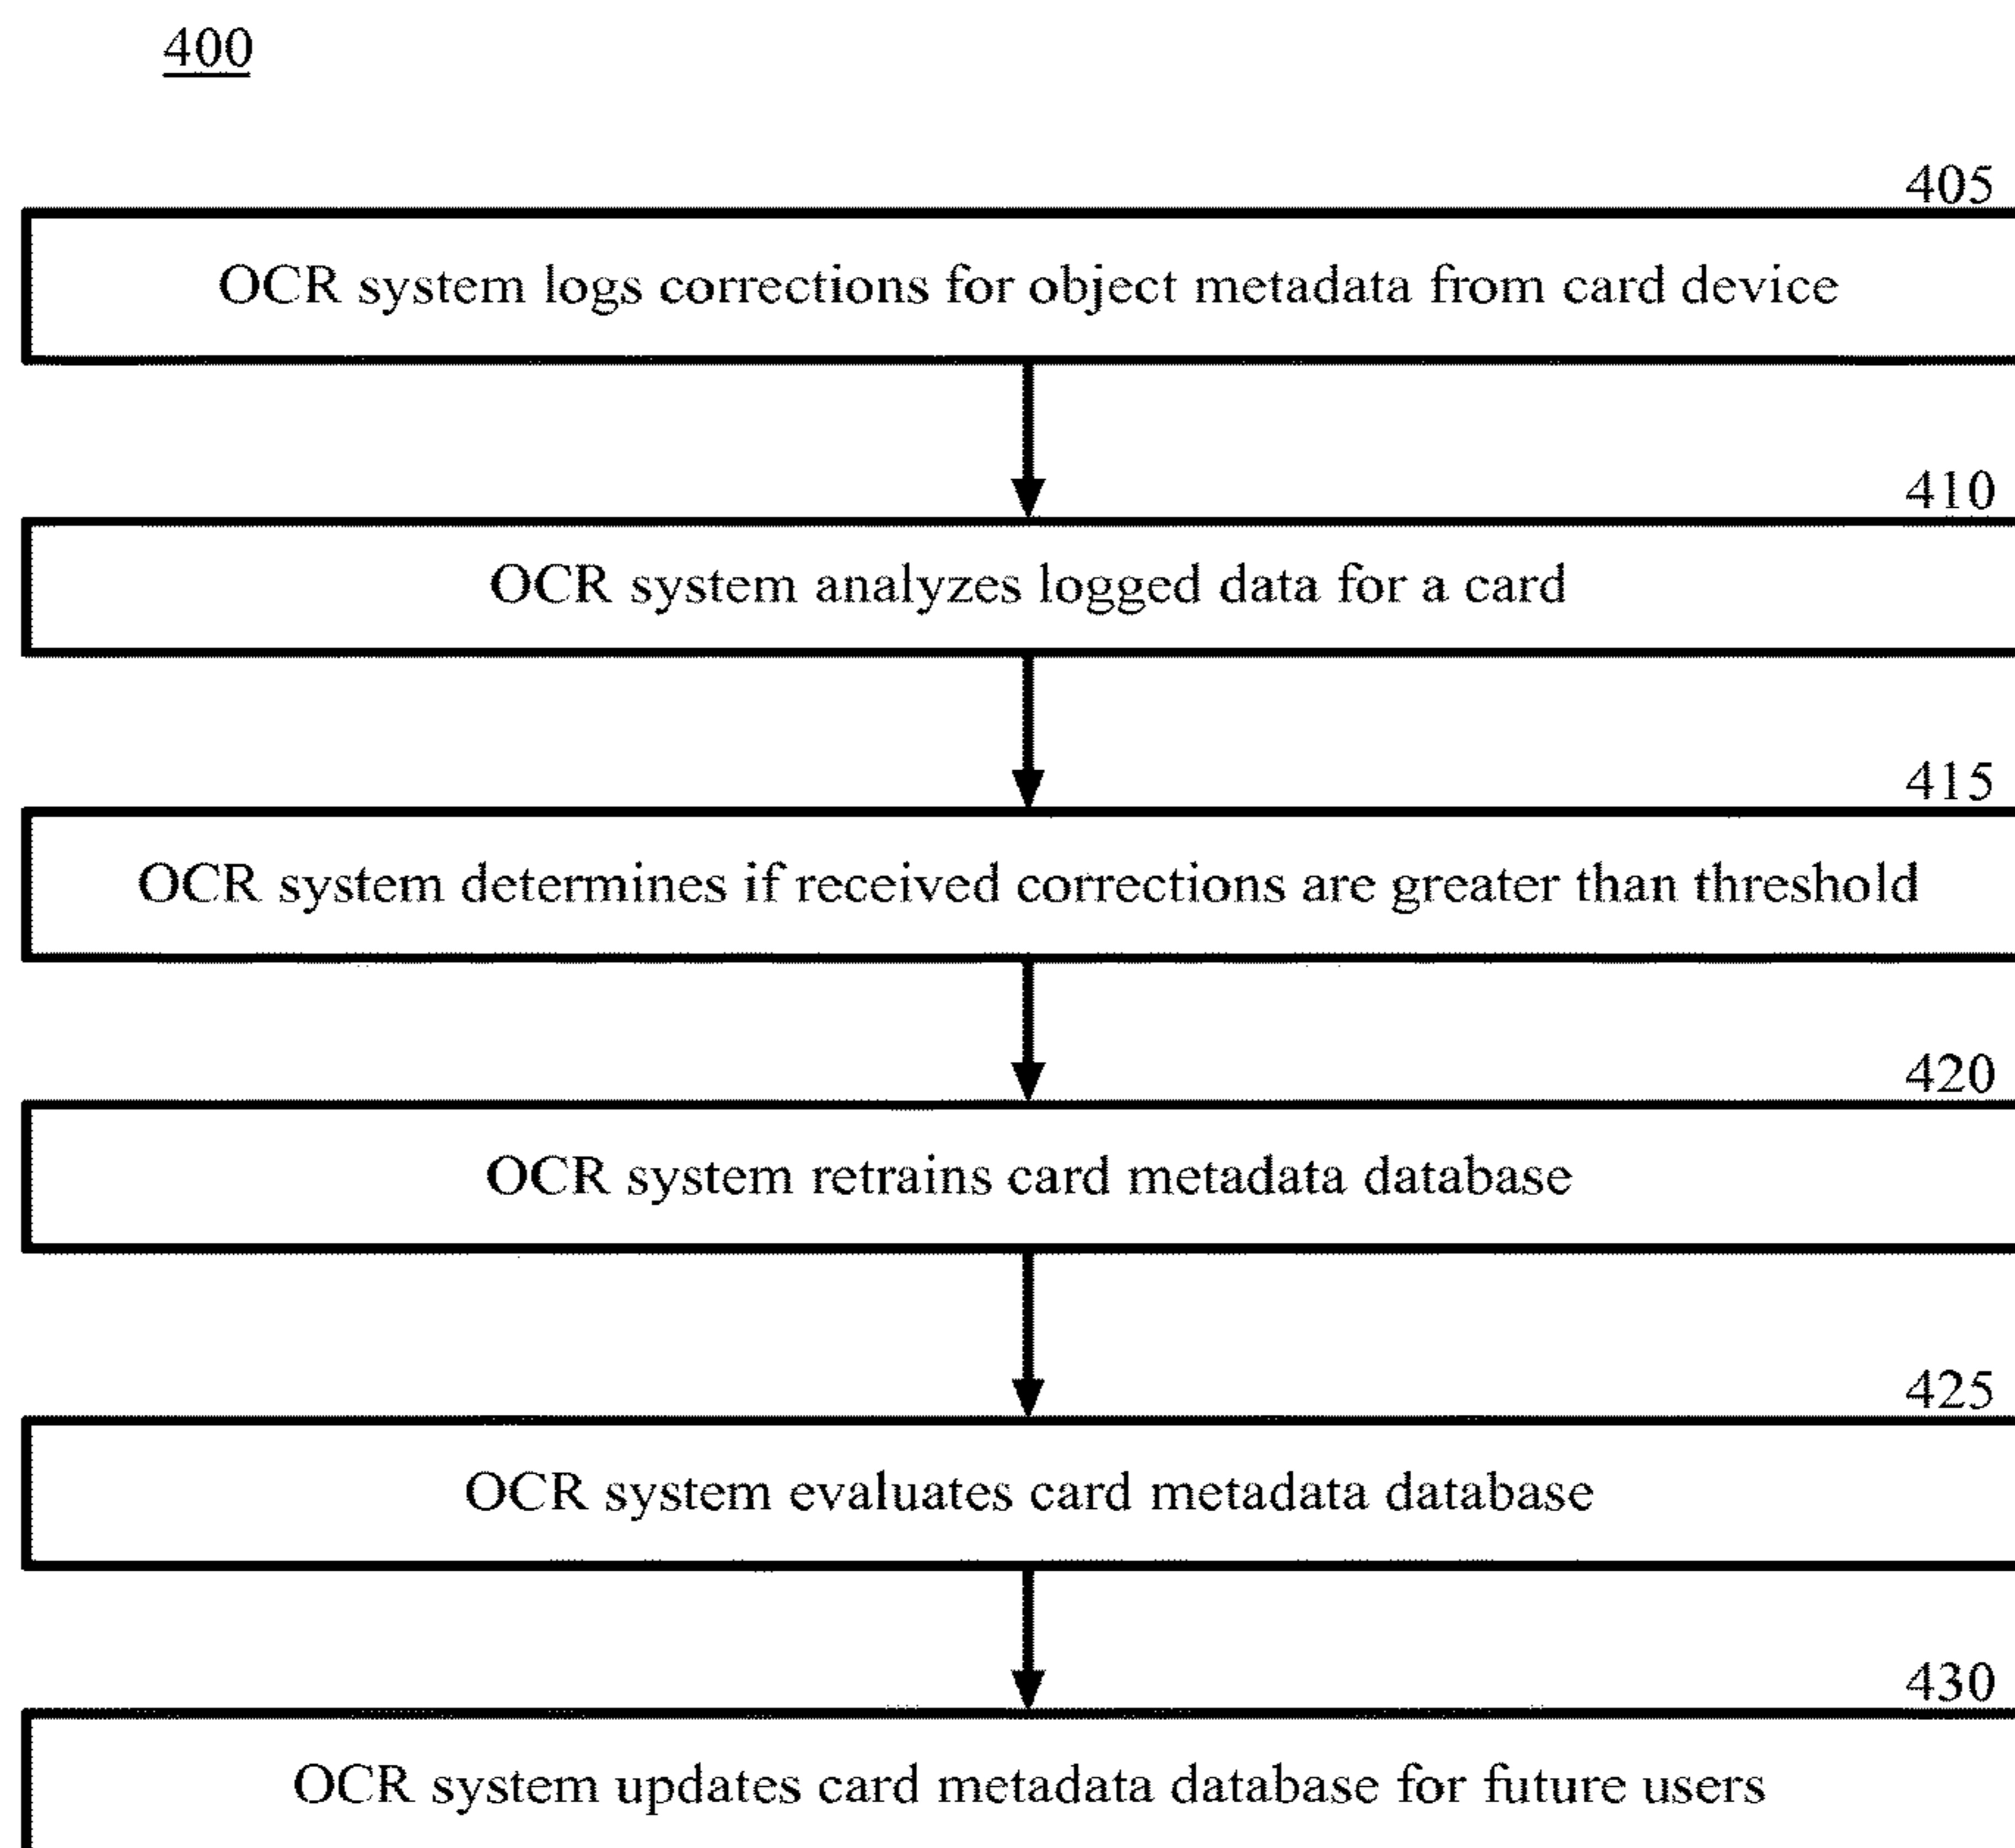 400
405
OCR system logs corrections for object metadata from card device
410
OCR system analyzes logged data for a card
415
OCR system determines if received corrections are greater than threshold
420
OCR system retrains card metadata database
425
OCR system evaluates card metadata database
430
OCR system updates card metadata database for future users